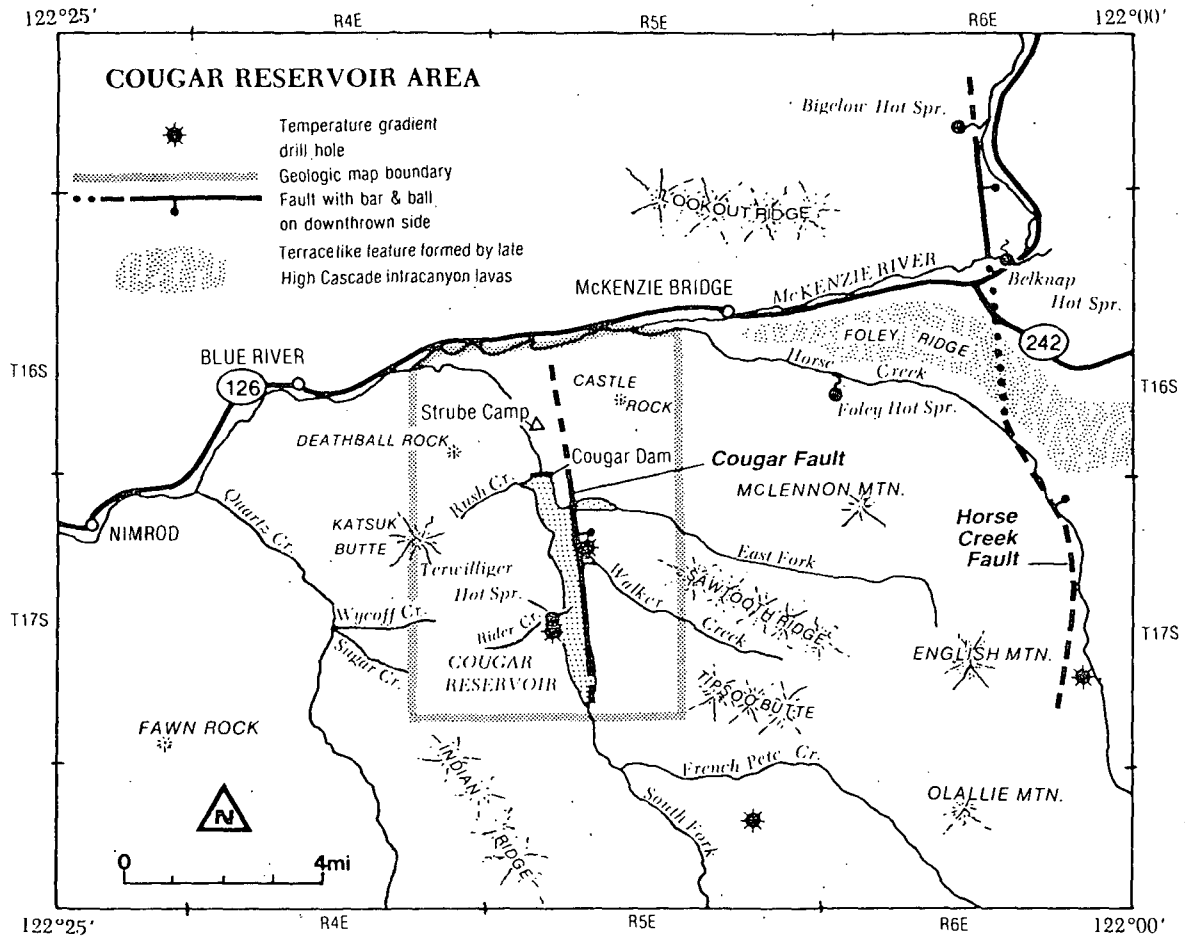 122°25'
R4E
R5E
R6E
122°00'
COUGAR RESERVOIR AREA
Temperature gradient
drill hole
Geologic map boundary
Fault with bar & ball
on downthrown side
Terracelike feature formed by late
High Cascade intracanyon lavas
Bigelow Hot Spr.
LOOKOUT RIDGE
McKENZIE RIVER
McKENZIE BRIDGE
Belknap
Hot Spr.
FOLEY RIDGE
242
BLUE RIVER
126
T16S
T16S
Horse
Creek
CASTLE
ROCK
Foley Hot Spr.
Strube Camp
DEATHBALL ROCK
Cougar Dam
Cougar Fault
Rush Cr.
McLENNON MTN.
Quartz Cr.
NIMROD
KATSUK
BUTTE
Horse
Creek
Fault
East Fork
Terwilliger
Hot Spr.
Walker
Creek
SAWTOOTH RIDGE
T17S
T17S
Wycoff Cr.
Rider Cr.
Sugar Cr.
COUGAR
RESERVOIR
ENGLISH MTN.
TIPSOO BUTTE
FAWN ROCK
INDIAN
RIDGE
French Pete Cr.
South Fork
OLALLIE MTN.
N
0
4mi
122°25'
R4E
R5E
R6E
122°00'